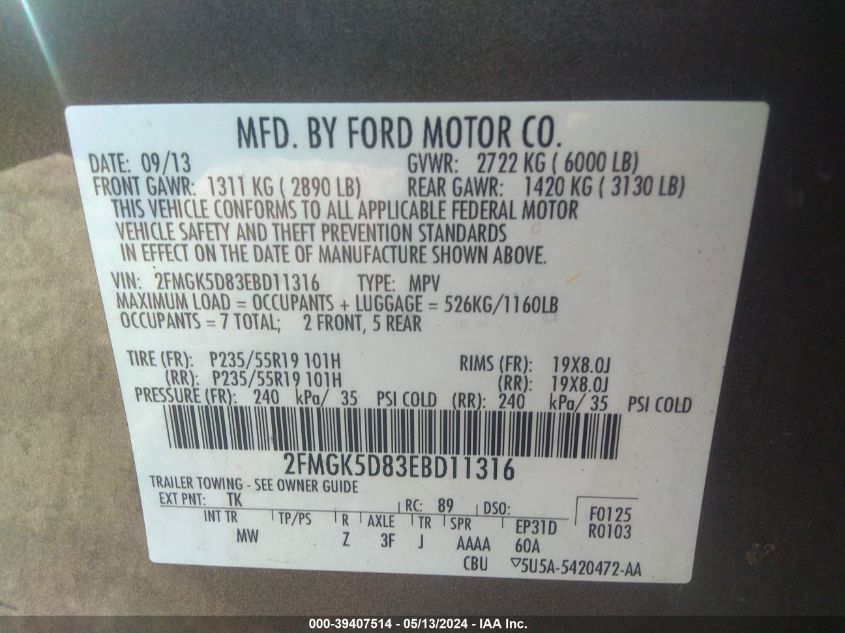 MFD. BY FORD MOTOR CO.
DATE: 09/13 GVWR: 2722 KG ( 6000 LB)
FRONT GAWR: 1311 KG ( 2890 LB) REAR GAWR: 1420 KG ( 3130 LB)
THIS VEHICLE CONFORMS TO ALL APPLICABLE FEDERAL MOTOR
VEHICLE SAFETY AND THEFT PREVENTION STANDARDS
IN EFFECT ON THE DATE OF MANUFACTURE SHOWN ABOVE.
VIN: 2FMGK5D83EBD11316 TYPE: MPV
MAXIMUM LOAD = OCCUPANTS + LUGGAGE = 526KG/1160LB
OCCUPANTS = 7 TOTAL; 2 FRONT, 5 REAR
TIRE (FR): P235/55R19 101H RIMS (FR): 19X8.0J
(RR): P235/55R19 101H (RR): 19X8.0J
PRESSURE (FR): 240 kPa/ 35 PSI COLD (RR): 240 kPa/ 35 PSI COLD
2FMGK5D83EBD11316
TRAILER TOWING - SEE OWNER GUIDE
EXT PNT: TK RC: 89 DSO: F0125
INT TR TP/PS R AXLE TR SPR EP31D R0103
MW Z 3F J AAAA 60A
CBU ▽5U5A-5420472-AA
000-39407514 - 05/13/2024 - IAA Inc.